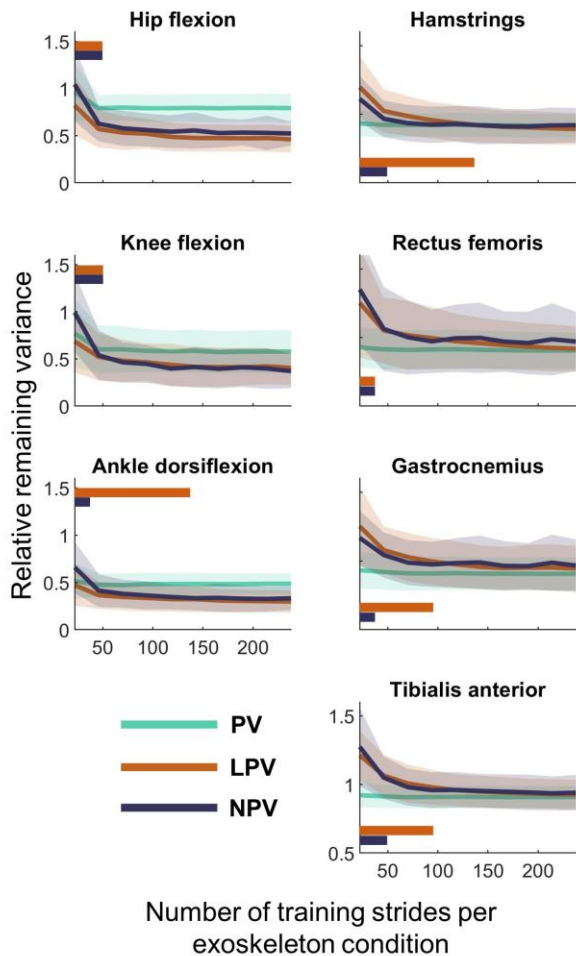 Hip flexion
Hamstrings
1.5
1
0.5
0
Knee flexion
Rectus femoris
1.5
1
0.5
0
Ankle dorsiflexion
Gastrocnemius
1.5
1
0.5
0
50 100 150 200
Relative remaining variance
Tibialis anterior
1.5
1
0.5
50 100 150 200
PV
LPV
NPV
Number of training strides per
exoskeleton condition